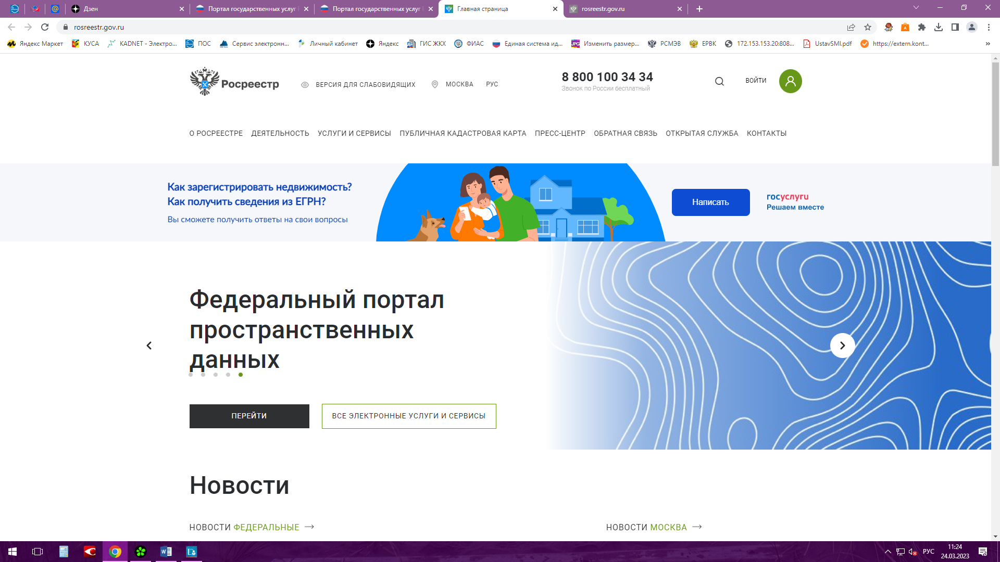 Дзен
Портал государственных услуг
Портал государственных услуг
Главная страница
rosreestr.gov.ru
rosreestr.gov.ru
Яндекс Маркет
КУСА
KADNET - Электро...
ПОС
Сервис электронн...
Личный кабинет
Яндекс
ГИС ЖКХ
ФИАС
Единая система ид...
JPG
Изменить размер...
РСМЭВ
ЕРВК
172.153.153.20:808...
UstavSMI.pdf
https://extern.kont...
Росреестр
ВЕРСИЯ ДЛЯ СЛАБОВИДЯЩИХ
МОСКВА
РУС
8 800 100 34 34
Звонок по России бесплатный
ВОЙТИ
О РОСРЕЕСТРЕ
ДЕЯТЕЛЬНОСТЬ
УСЛУГИ И СЕРВИСЫ
ПУБЛИЧНАЯ КАДАСТРОВАЯ КАРТА
ПРЕСС-ЦЕНТР
ОБРАТНАЯ СВЯЗЬ
ОТКРЫТАЯ СЛУЖБА
КОНТАКТЫ
Как зарегистрировать недвижимость?
Как получить сведения из ЕГРН?
Вы сможете получить ответы на свои вопросы
Написать
госуслуги
Решаем вместе
Федеральный портал
пространственных
данных
ПЕРЕЙТИ
ВСЕ ЭЛЕКТРОННЫЕ УСЛУГИ И СЕРВИСЫ
Новости
НОВОСТИ ФЕДЕРАЛЬНЫЕ
НОВОСТИ МОСКВА
РУС
11:24
24.03.2023